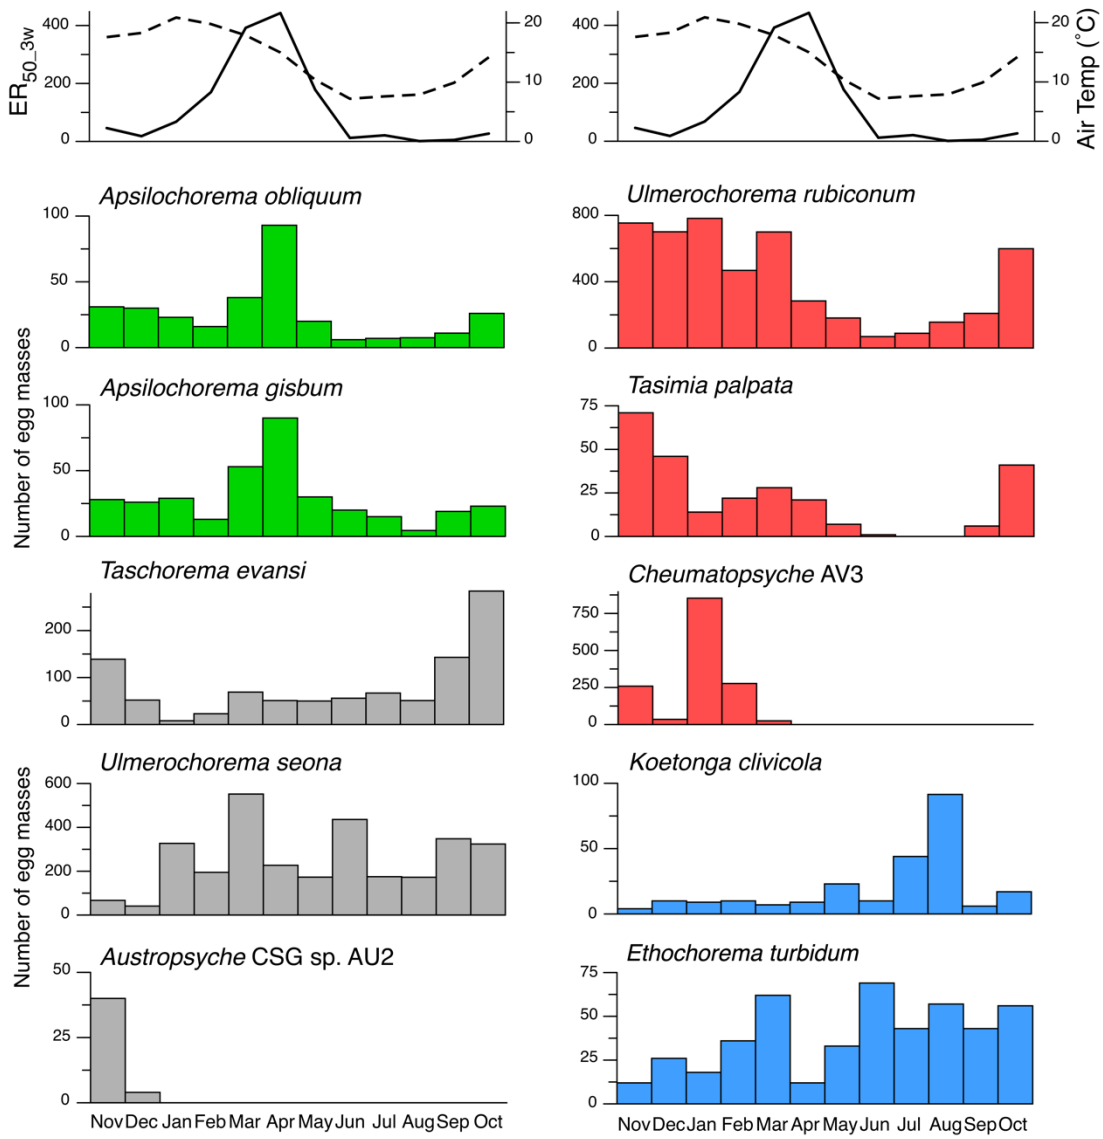 ER50_3w
400
200
0
20
10
0
400
200
0
20
10
0
Air Temp (˚C)
Apsilochorema obliquum
100
50
0
Ulmerochorema rubiconum
800
400
0
Number of egg masses
Apsilochorema gisbum
100
50
0
Tasimia palpata
75
50
25
0
Taschorema evansi
200
100
0
Cheumatopsyche AV3
750
500
250
0
Number of egg masses
Ulmerochorema seona
600
400
200
0
Koetonga clivicola
100
50
0
Austropsyche CSG sp. AU2
50
25
0
Ethochorema turbidum
75
50
25
0
Nov Dec Jan Feb Mar Apr May Jun Jul Aug Sep Oct
Nov Dec Jan Feb Mar Apr May Jun Jul Aug Sep Oct